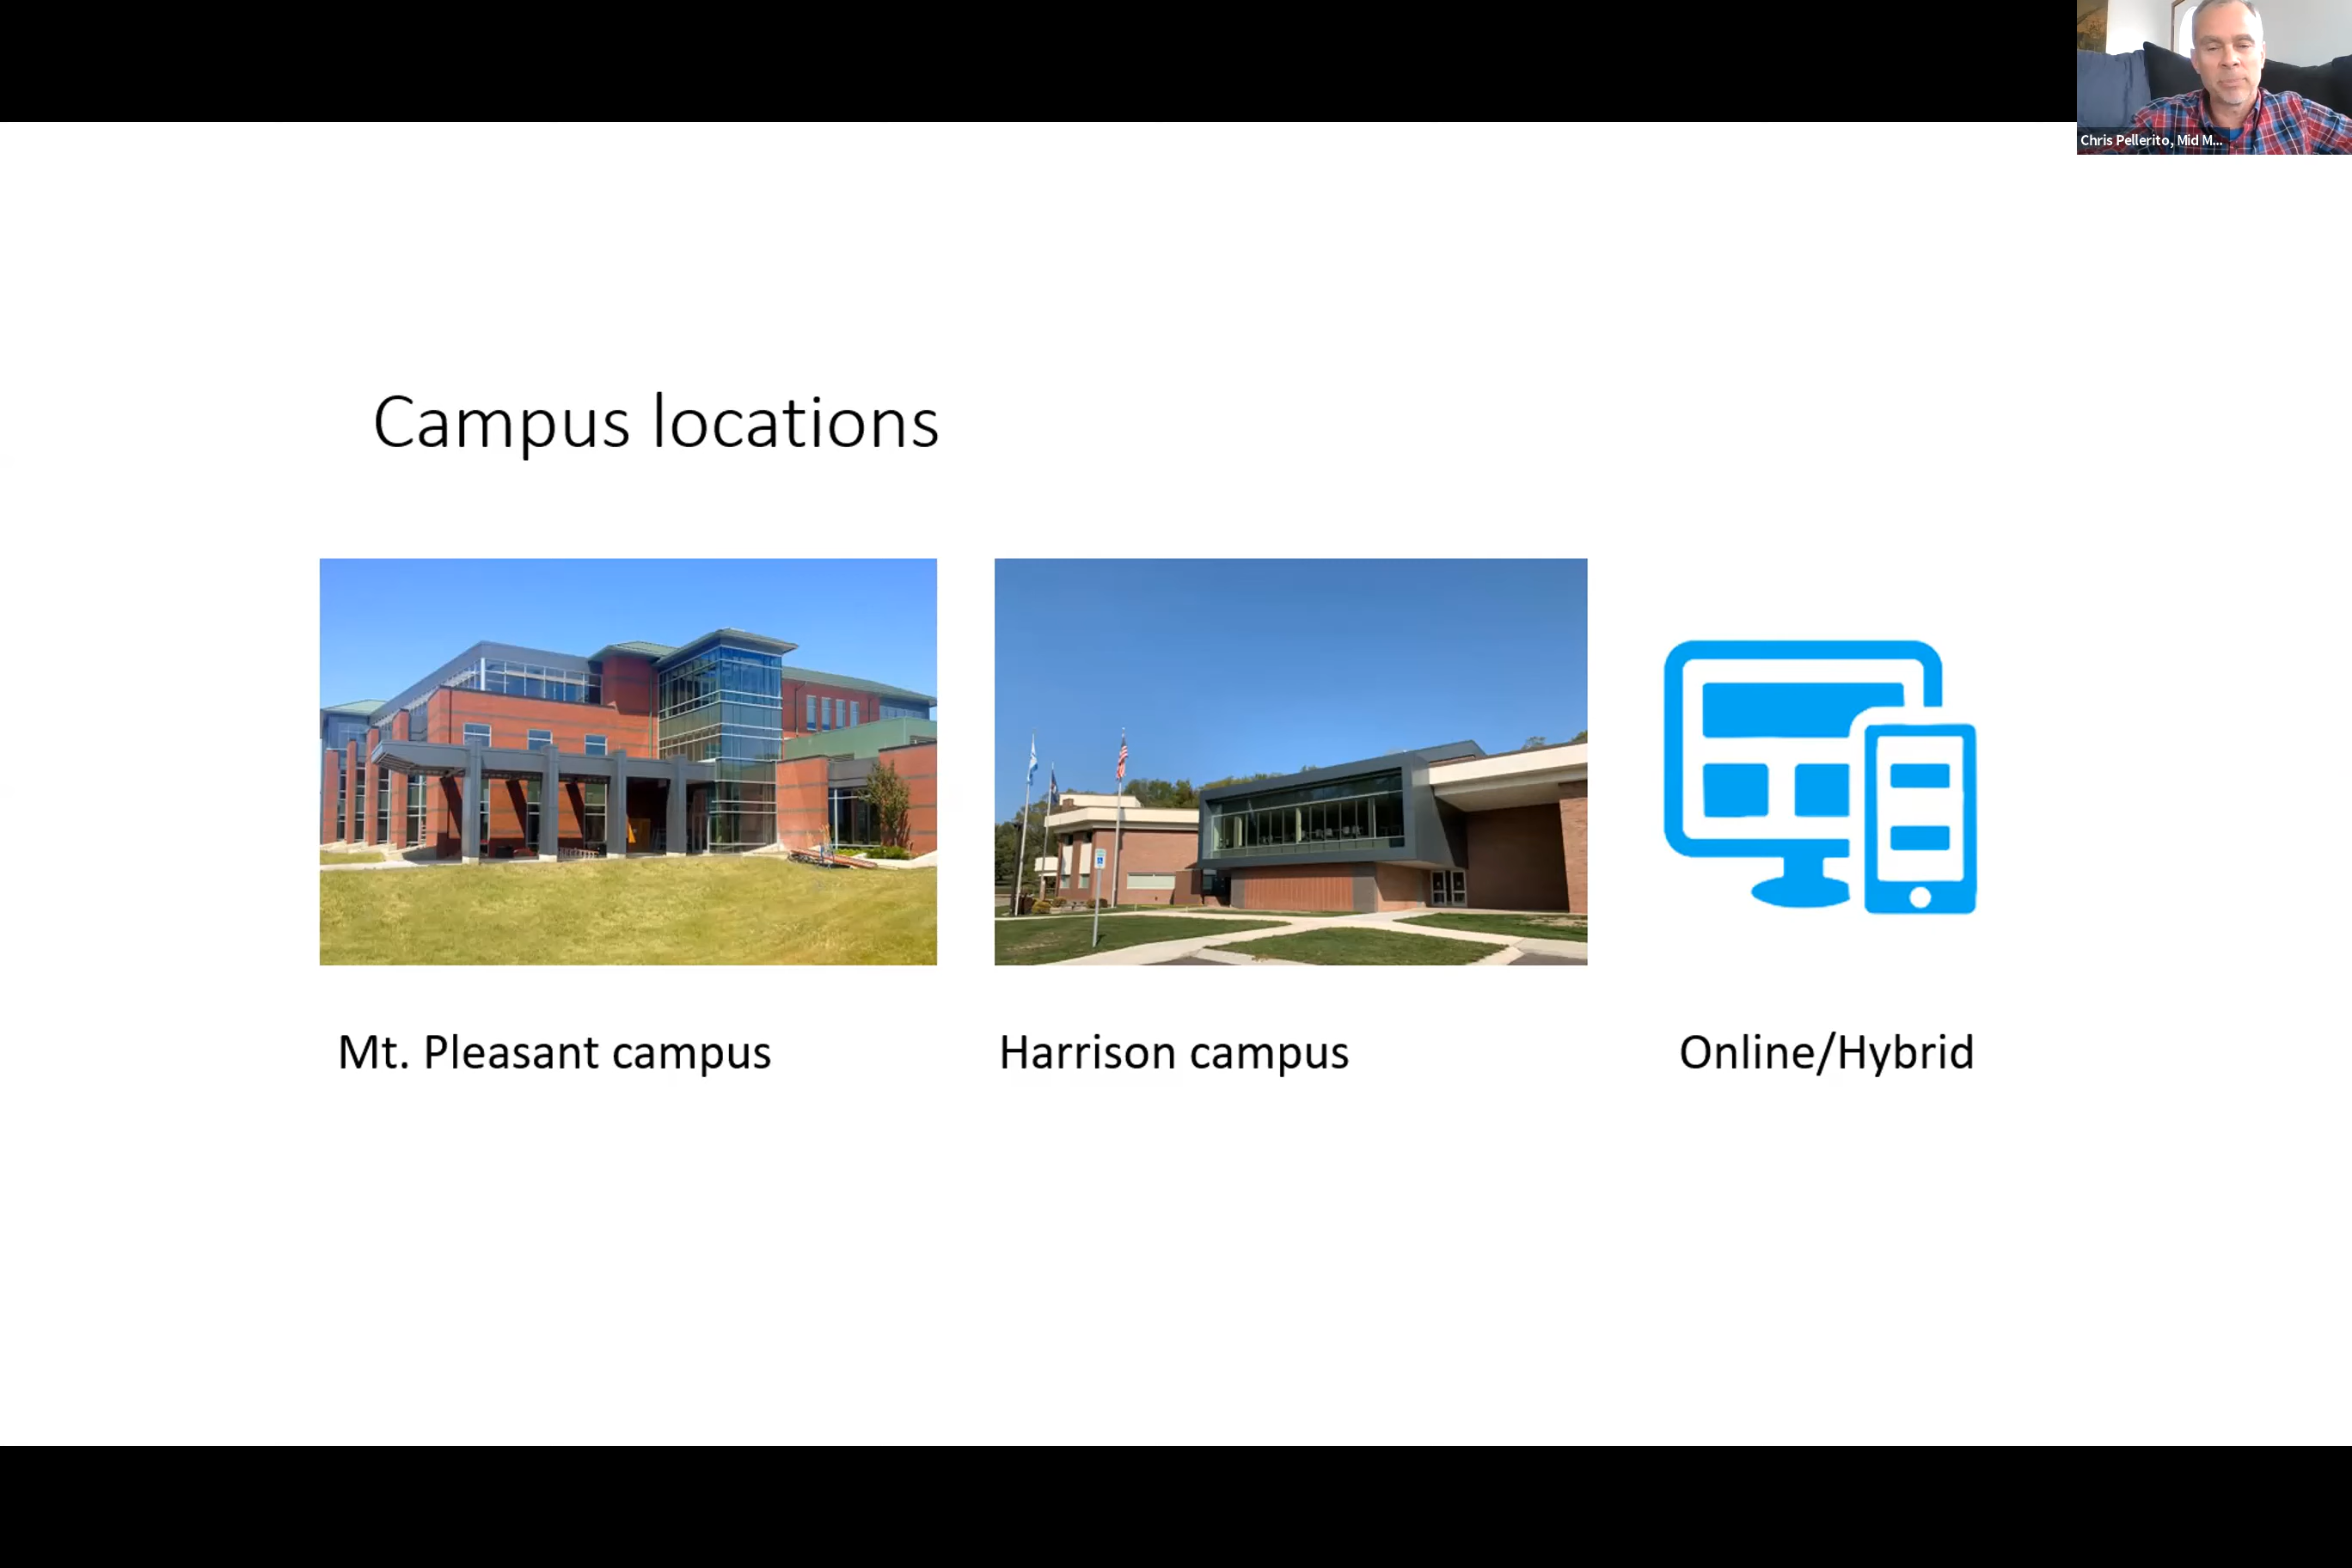 Chris Pellerito, Mid M...
Campus locations
Mt. Pleasant campus
Harrison campus
Online/Hybrid